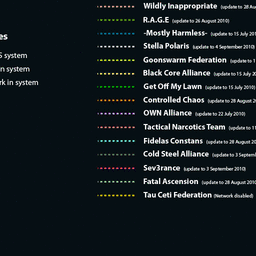 Wildly Inappropriate (update to 28 Au
R.A.G.E (update to 26 August 2010)
-Mostly Harmless- (update to 15 July 201
es
Stella Polaris (update to 4 September 2010)
S system
Goonswarm Federation (update to 1
n system
Black Core Alliance (update to 15 July 20
rk in system
Get Off My Lawn (update to 15 July 2010)
Controlled Chaos (update to 28 August 20
OWN Alliance (update to 22 July 2010)
Tactical Narcotics Team (update to 11
Fidelas Constans (update to 28 August 20
Cold Steel Alliance (update to 3 Septemb
Sev3rance (update to 3 September 2010)
Fatal Ascension (update to 28 August 2010
Tau Ceti Federation (Network disabled)